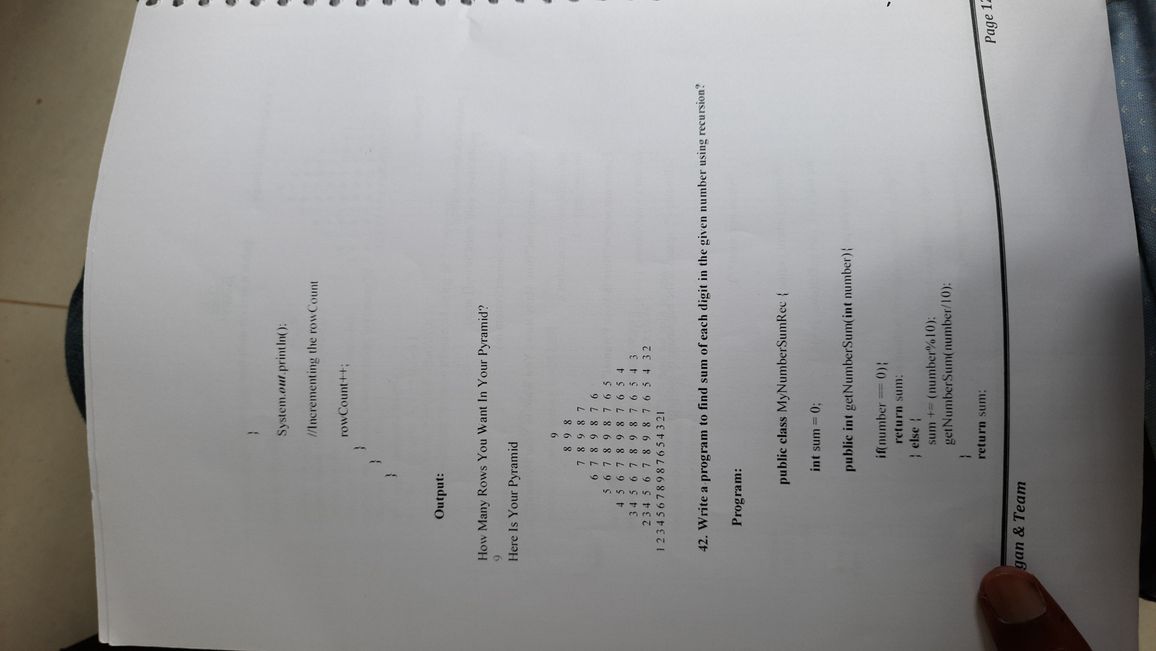 }
System.out.println();
//Incrementing the rowCount
rowCount++;
}
}
}
Output:
How Many Rows You Want In Your Pyramid?
9
Here Is Your Pyramid
9
8 9 8
7 8 9 8 7
6 7 8 9 8 7 6
5 6 7 8 9 8 7 6 5
4 5 6 7 8 9 8 7 6 5 4
3 4 5 6 7 8 9 8 7 6 5 4 3
2 3 4 5 6 7 8 9 8 7 6 5 4 3 2
1 2 3 4 5 6 7 8 9 8 7 6 5 4 3 2 1
42. Write a program to find sum of each digit in the given number using recursion?
Program:
public class MyNumberSumRec {
int sum = 0;
public int getNumberSum(int number){
if(number == 0){
return sum;
} else {
sum += (number%10);
getNumberSum(number/10);
}
return sum;
gan & Team
Page 12